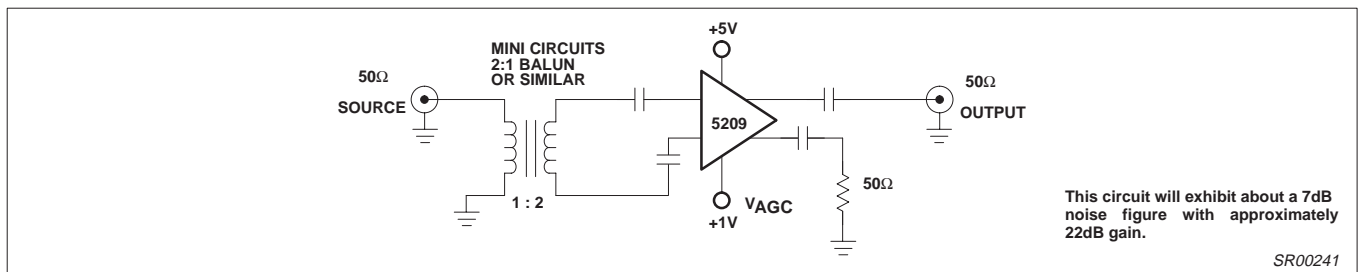 +5V
MINI CIRCUITS
2:1 BALUN
OR SIMILAR
50Ω
SOURCE
50Ω
OUTPUT
5209
50Ω
1 : 2
VAGC
+1V
This circuit will exhibit about a 7dB
noise figure with approximately
22dB gain.
SR00241